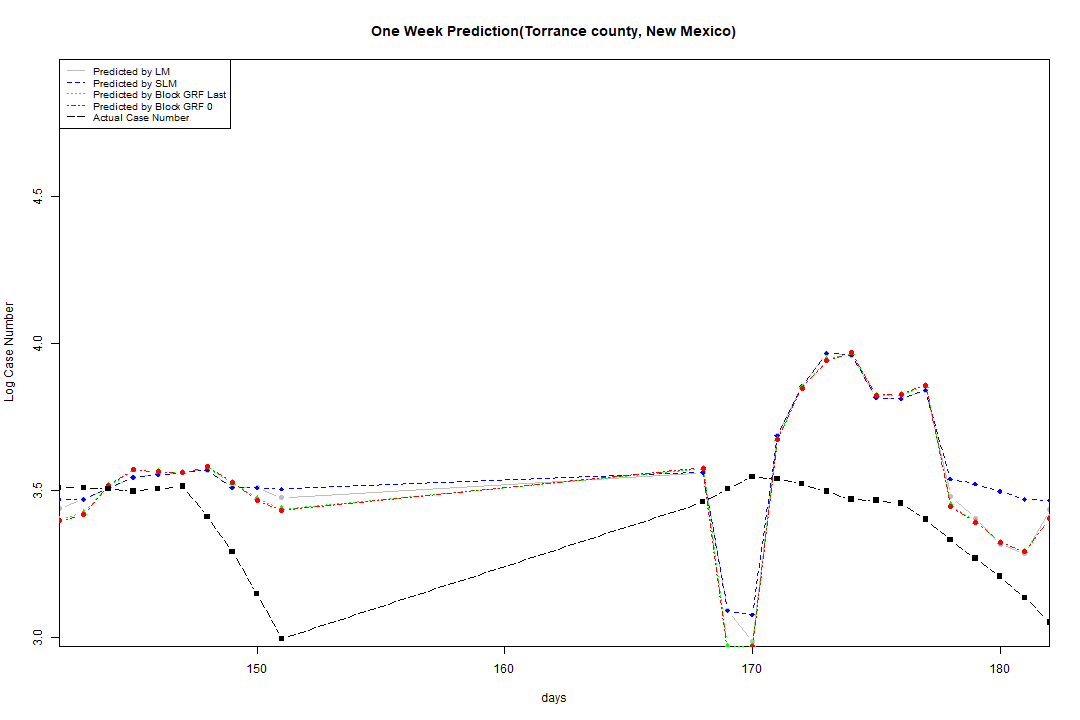 One Week Prediction(Torrance county, New Mexico)
Predicted by LM
Predicted by SLM
Predicted by Block GRF Last
Predicted by Block GRF 0
Actual Case Number
4.5
4.0
3.5
3.0
Log Case Number
150 160 170 180
days